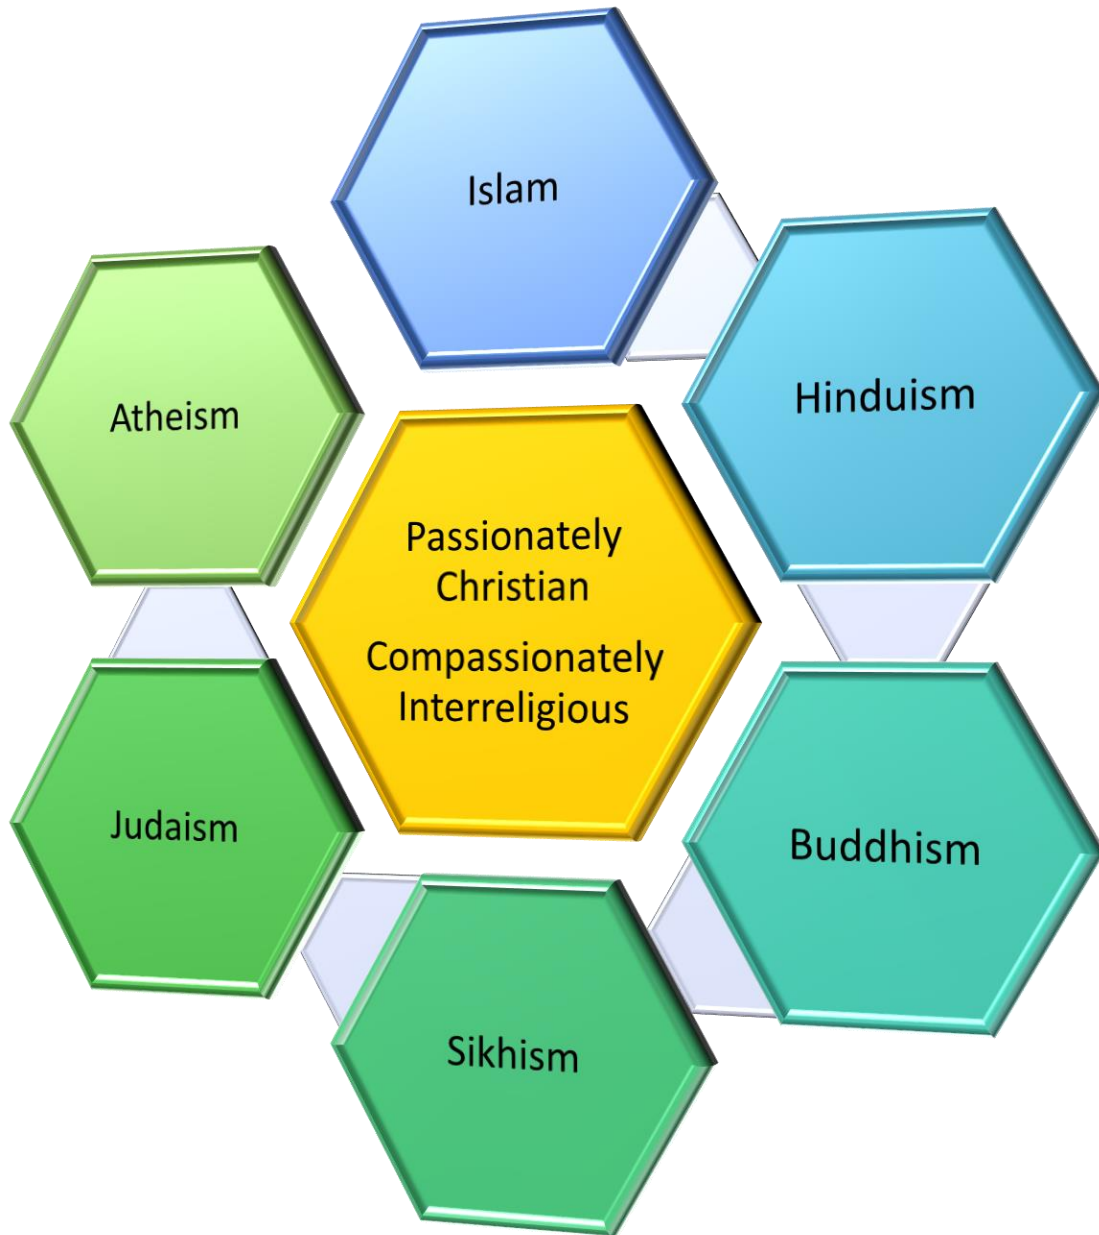 Islam
Hinduism
Atheism
Passionately
Christian
Compassionately
Interreligious
Judaism
Buddhism
Sikhism